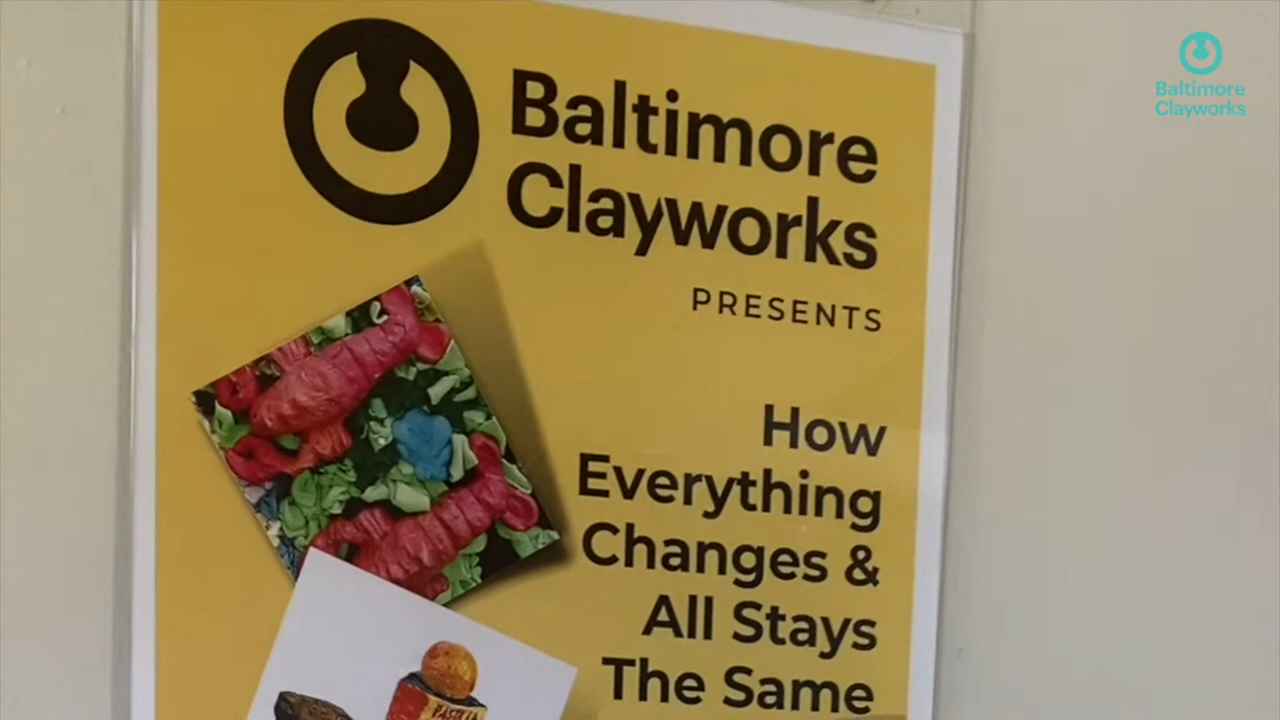 Baltimore
Clayworks
PRESENTS
How
Everything
Changes &
All Stays
The Same
Baltimore
Clayworks